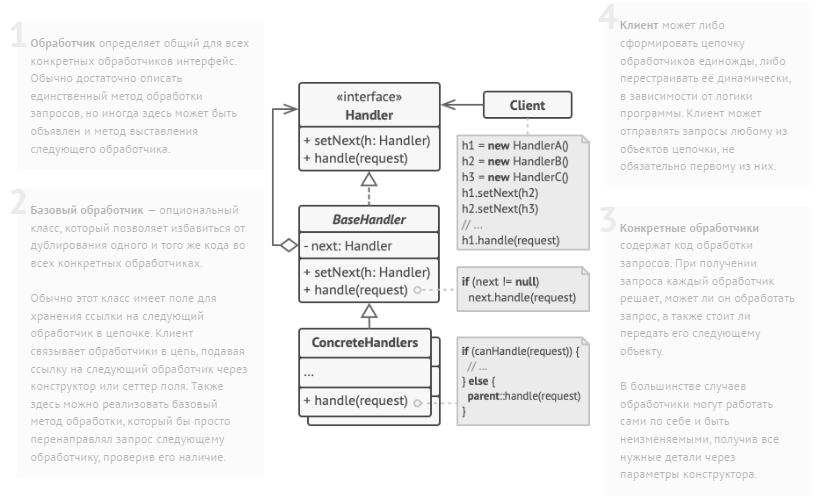 1
Обработчик определяет общий для всех
конкретных обработчиков интерфейс.
Обычно достаточно описать
единственный метод обработки
запросов, но иногда здесь может быть
объявлен и метод выставления
следующего обработчика.
2
Базовый обработчик — опциональный
класс, который позволяет избавиться от
дублирования одного и того же кода во
всех конкретных обработчиках.
Обычно этот класс имеет поле для
хранения ссылки на следующий
обработчик в цепочке. Клиент
связывает обработчики в цепь, подавая
ссылку на следующий обработчик через
конструктор или сеттер поля. Также
здесь можно реализовать базовый
метод обработки, который бы просто
перенаправлял запрос следующему
обработчику, проверив его наличие.
«interface»
Handler
+ setNext(h: Handler)
+ handle(request)
BaseHandler
- next: Handler
+ setNext(h: Handler)
+ handle(request)
ConcreteHandlers
...
+ handle(request)
Client
h1 = new HandlerA()
h2 = new HandlerB()
h3 = new HandlerC()
h1.setNext(h2)
h2.setNext(h3)
// ...
h1.handle(request)
if (next != null)
next.handle(request)
if (canHandle(request)) {
// ...
} else {
parent::handle(request)
}
4
Клиент может либо
сформировать цепочку
обработчиков единожды, либо
перестраивать её динамически,
в зависимости от логики
программы. Клиент может
отправлять запросы любому из
объектов цепочки, не
обязательно первому из них.
3
Конкретные обработчики
содержат код обработки
запросов. При получении
запроса каждый обработчик
решает, может ли он обработать
запрос, а также стоит ли
передать его следующему
объекту.
В большинстве случаев
обработчики могут работать
сами по себе и быть
неизменяемыми, получив все
нужные детали через
параметры конструктора.